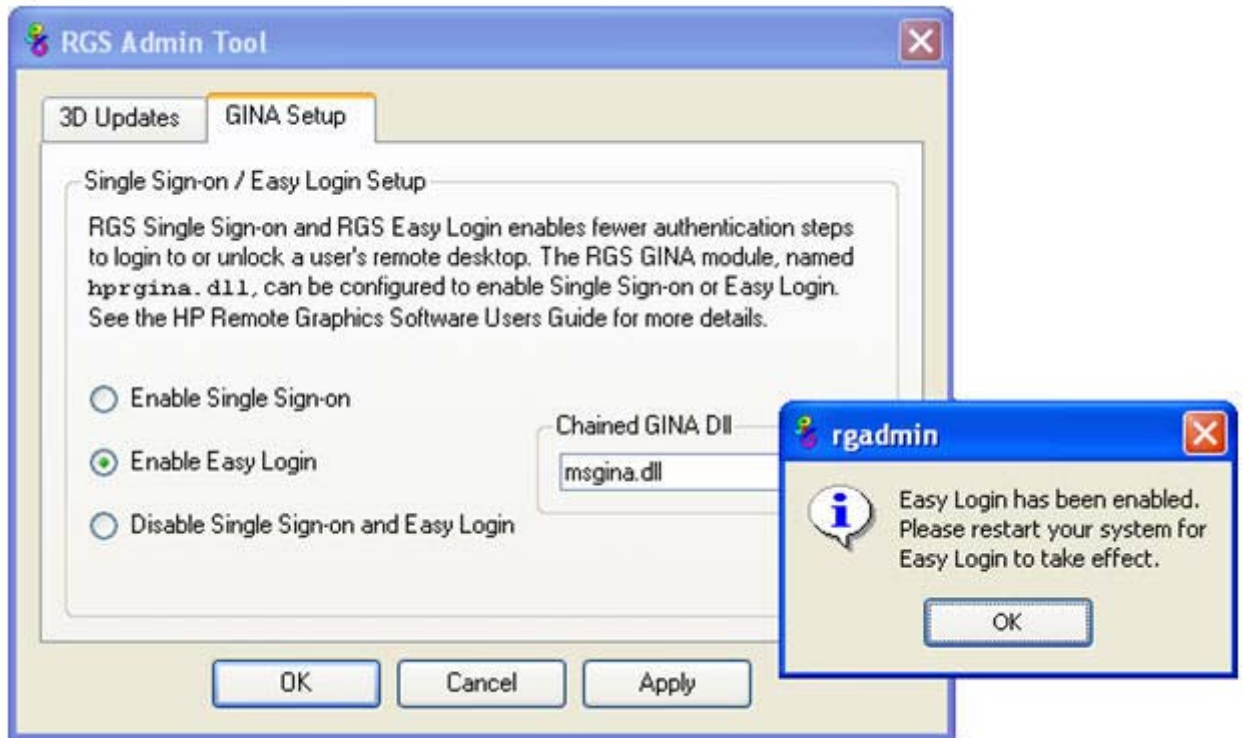 RGS Admin Tool
3D Updates
GINA Setup
Single Sign-on / Easy Login Setup
RGS Single Sign-on and RGS Easy Login enables fewer authentication steps
to login to or unlock a user's remote desktop. The RGS GINA module, named
hprgina.dll, can be configured to enable Single Sign-on or Easy Login.
See the HP Remote Graphics Software Users Guide for more details.
Enable Single Sign-on
Enable Easy Login
Disable Single Sign-on and Easy Login
Chained GINA Dll
msgina.dll
OK
Cancel
Apply
rgadmin
Easy Login has been enabled.
Please restart your system for
Easy Login to take effect.
OK